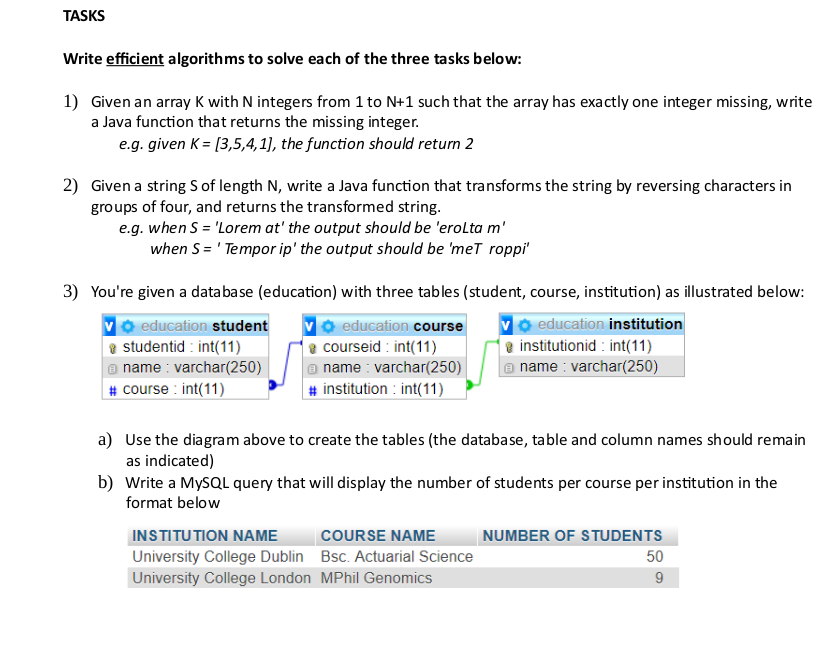 TASKS
Write efficient algorithms to solve each of the three tasks below:
1) Given an array K with N integers from 1 to N+1 such that the array has exactly one integer missing, write
a Java function that returns the missing integer.
e.g. given K = [3,5,4,1], the function should return 2
2) Given a string S of length N, write a Java function that transforms the string by reversing characters in
groups of four, and returns the transformed string.
e.g. when S = 'Lorem at' the output should be 'eroLta m'
when S = ' Tempor ip' the output should be 'meT roppi'
3) You're given a database (education) with three tables (student, course, institution) as illustrated below:
v education student
studentid : int(11)
name : varchar(250)
# course : int(11)
v education course
courseid : int(11)
name : varchar(250)
# institution : int(11)
v education institution
institutionid : int(11)
name : varchar(250)
a) Use the diagram above to create the tables (the database, table and column names should remain
as indicated)
b) Write a MySQL query that will display the number of students per course per institution in the
format below
INSTITUTION NAME COURSE NAME NUMBER OF STUDENTS
University College Dublin Bsc. Actuarial Science 50
University College London MPhil Genomics 9